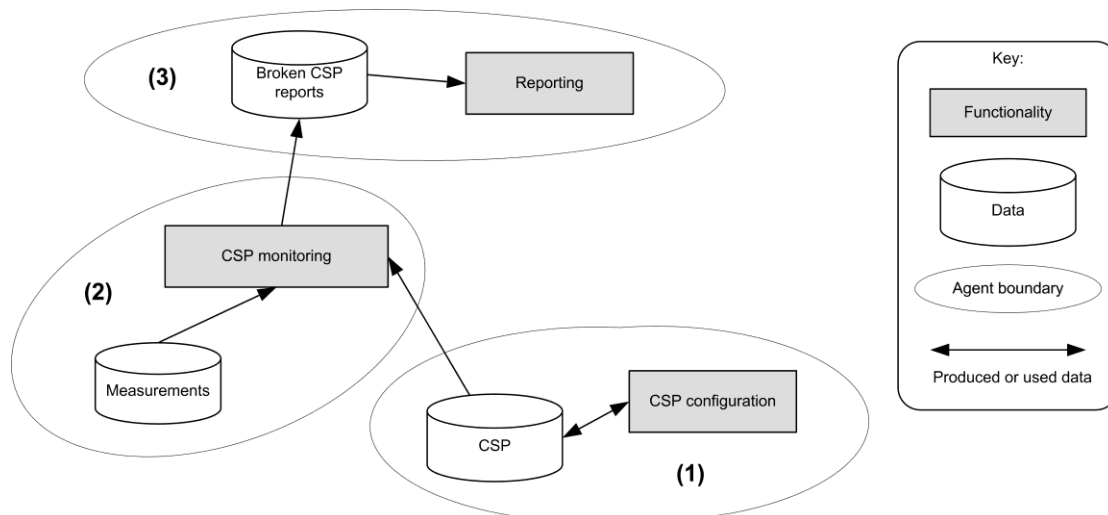 (3)
Broken CSP
reports
Reporting
CSP monitoring
(2)
Measurements
CSP
CSP configuration
(1)
Key:
Functionality
Data
Agent boundary
Produced or used data